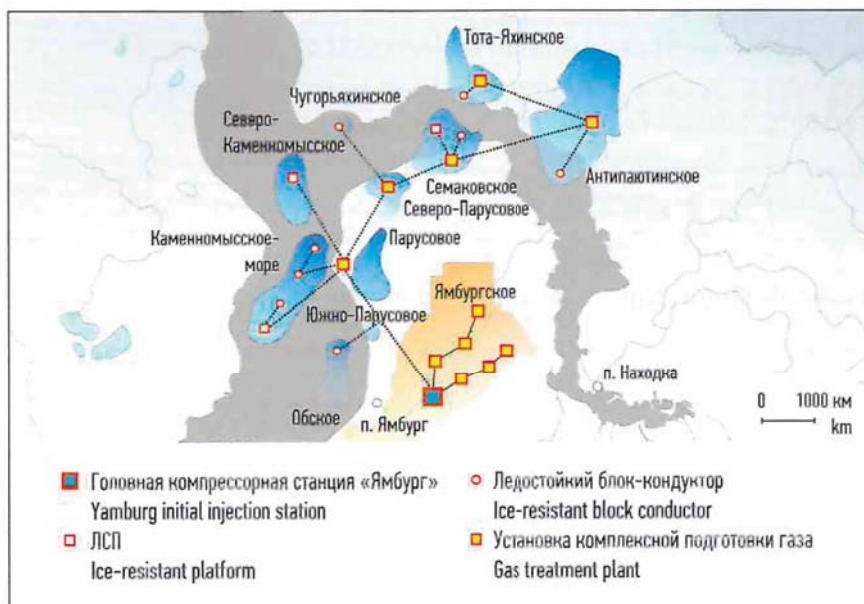 Тота-Яхинское
Чугорьяхинское
Северо-
Каменномысское
Антипаютинское
Семаковское
Северо-Парусовое
Каменномысское-
море
Парусовое
Ямбургское
Южно-Парусовое
п. Находка
0 1000 км
km
Обское
п. Ямбург
Головная компрессорная станция «Ямбург»
Yamburg initial injection station
ЛСП
Ice-resistant platform
Ледостойкий блок-кондуктор
Ice-resistant block conductor
Установка комплексной подготовки газа
Gas treatment plant